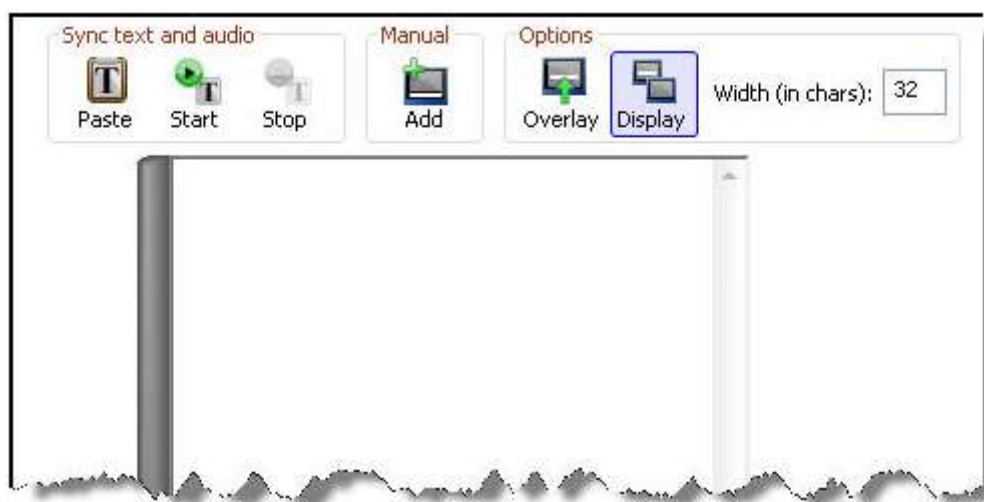 Sync text and audio
Paste Start Stop
Manual
Add
Options
Overlay Display Width (in chars): 32